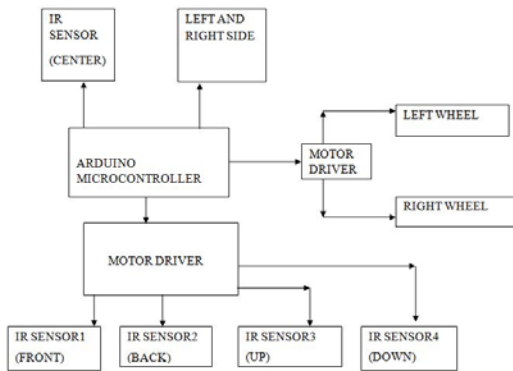 IR
SENSOR
(CENTER)
LEFT AND
RIGHT SIDE
LEFT WHEEL
ARDUINO
MICROCONTROLLER
MOTOR
DRIVER
RIGHT WHEEL
MOTOR DRIVER
IR SENSOR1
(FRONT)
IR SENSOR2
(BACK)
IR SENSOR3
(UP)
IR SENSOR4
(DOWN)